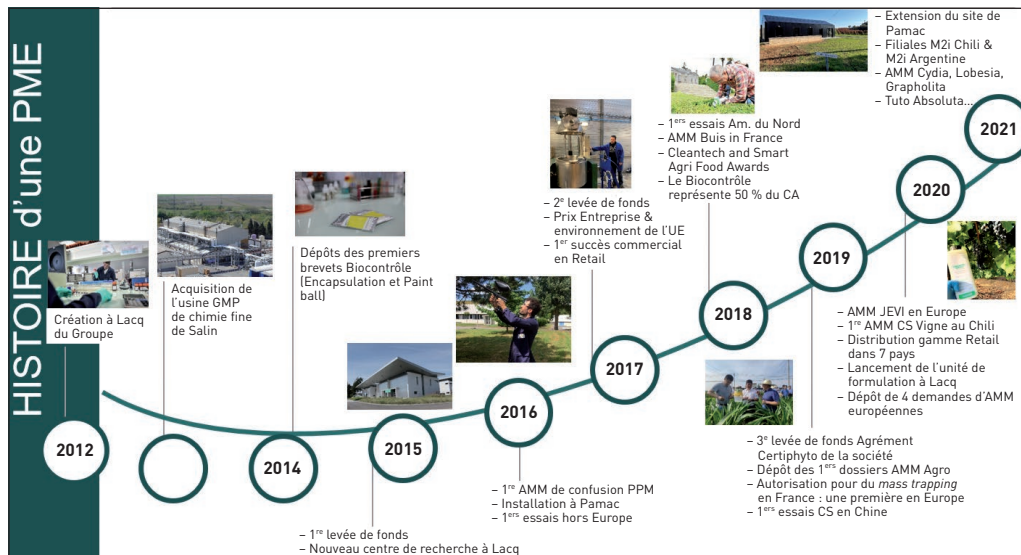 HISTOIRE d'une PME
2012
Création à Lacq
du Groupe
Acquisition de
l'usine GMP
de chimie fine
de Salin
2014
Dépôts des premiers
brevets Biocontrôle
(Encapsulation et Paint
ball)
2015
– 1re levée de fonds
– Nouveau centre de recherche à Lacq
2016
– 1re AMM de confusion PPM
– Installation à Pamac
– 1ers essais hors Europe
2017
– 2e levée de fonds
– Prix Entreprise &
environnement de l'UE
– 1er succès commercial
en Retail
2018
– 1ers essais Am. du Nord
– AMM Buis in France
– Cleantech and Smart
Agri Food Awards
– Le Biocontrôle
représente 50 % du CA
2019
– 3e levée de fonds Agrément
Certiphyto de la société
– Dépôt des 1ers dossiers AMM Agro
– Autorisation pour du mass trapping
en France : une première en Europe
– 1ers essais CS en Chine
2020
– AMM JEVI en Europe
– 1re AMM CS Vigne au Chili
– Distribution gamme Retail
dans 7 pays
– Lancement de l'unité de
formulation à Lacq
– Dépôt de 4 demandes d'AMM
européennes
2021
– Extension du site de
Pamac
– Filiales M2i Chili &
M2i Argentine
– AMM Cydia, Lobesia,
Grapholita
– Tuto Absoluta...